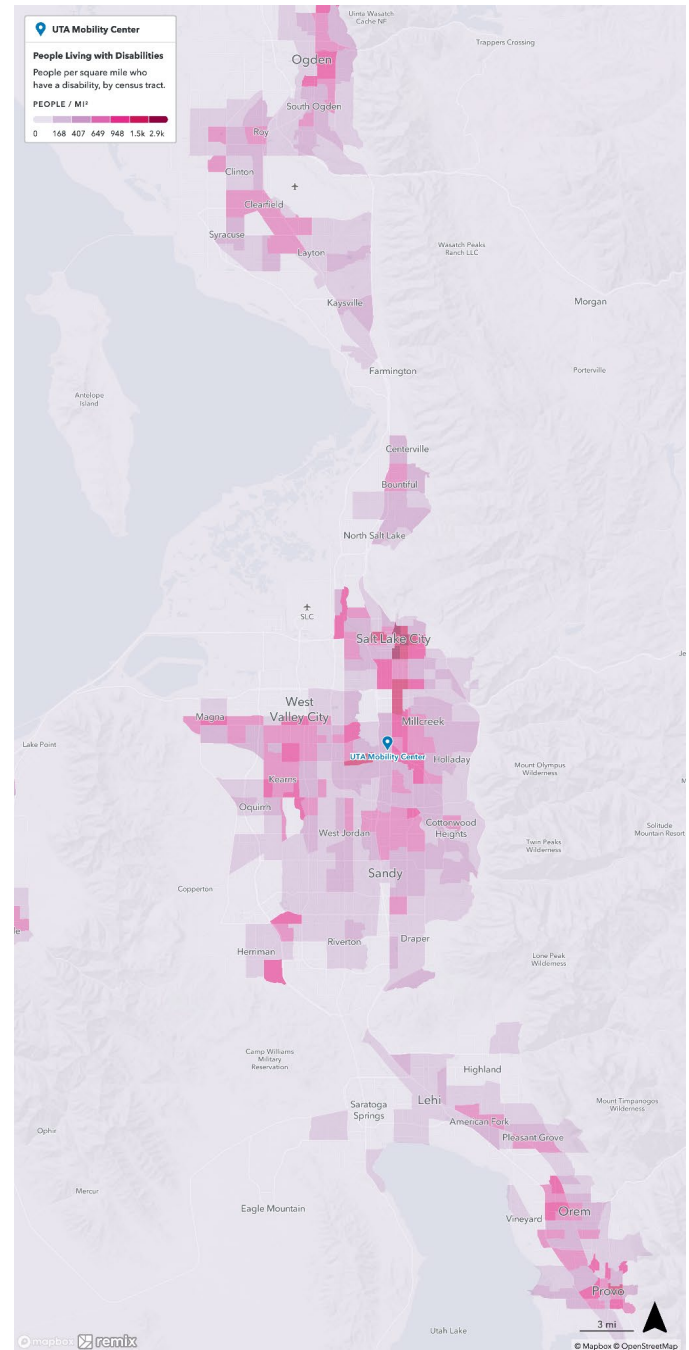 UTA Mobility Center
People Living with Disabilities
People per square mile who
have a disability, by census tract.
PEOPLE / MI²
0 168 407 649 948 1.5k 2.9k
Uinta Wasatch
Cache NF
Trappers Crossing
Ogden
South Ogden
Roy
Clinton
Clearfield
Syracuse
Layton
Wasatch Peaks
Ranch LLC
Kaysville
Morgan
Farmington
Porterville
Antelope
Island
Centerville
Bountiful
North Salt Lake
SLC
Salt Lake City
Je
West
Valley City
Magna
Millcreek
Lake Point
UTA Mobility Center
Holladay
Mount Olympus
Wilderness
Kearns
M
Oquirrh
West Jordan
Cottonwood
Heights
Solitude
Mountain Resort
Twin Peaks
Wilderness
Sandy
Copperton
le
Riverton
Draper
Herriman
Lone Peak
Wilderness
Camp Williams
Military
Reservation
Highland
Lehi
Saratoga
Springs
American Fork
Mount Timpanogos
Wilderness
Ophir
Pleasant Grove
Mercur
Eagle Mountain
Vineyard
Orem
Provo
Utah Lake
3 mi
mapbox remix
© Mapbox © OpenStreetMap